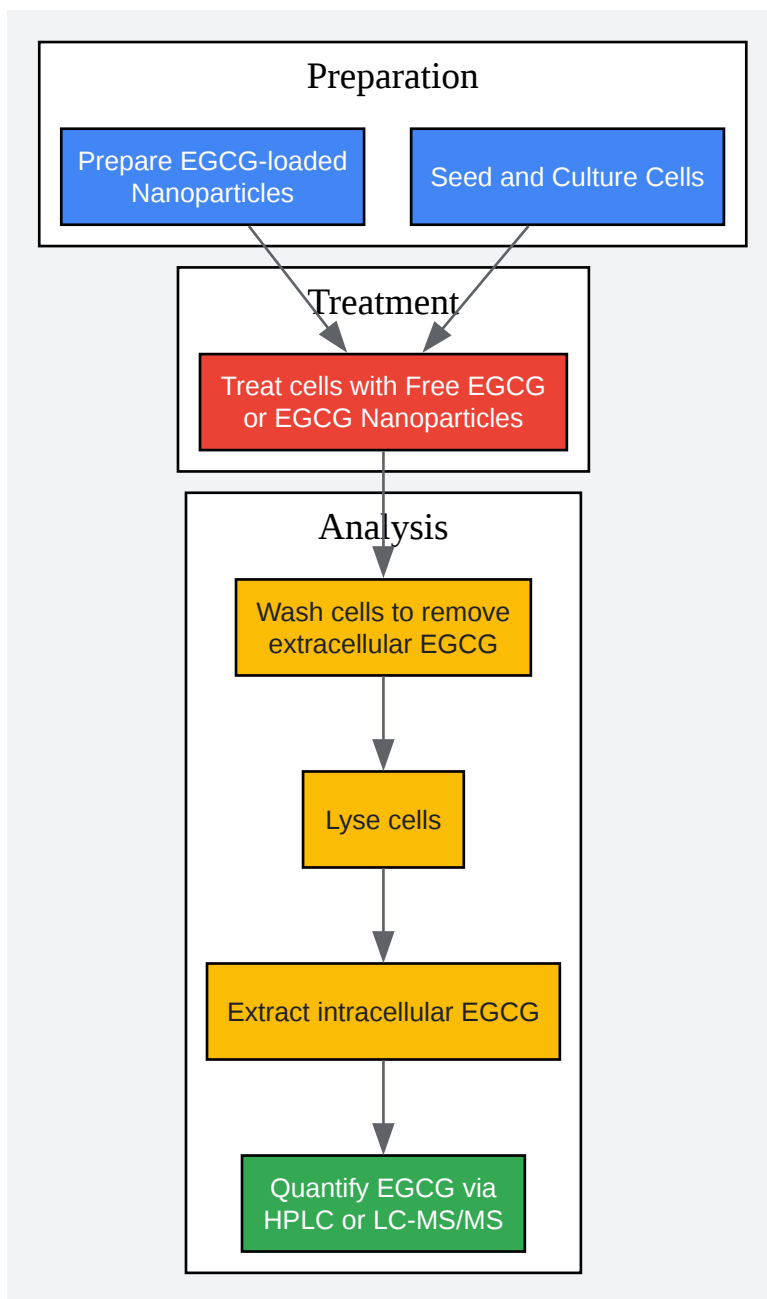 Preparation
Prepare EGCG-loaded
Nanoparticles
Seed and Culture Cells
Treatment
Treat cells with Free EGCG
or EGCG Nanoparticles
Analysis
Wash cells to remove
extracellular EGCG
Lyse cells
Extract intracellular EGCG
Quantify EGCG via
HPLC or LC-MS/MS